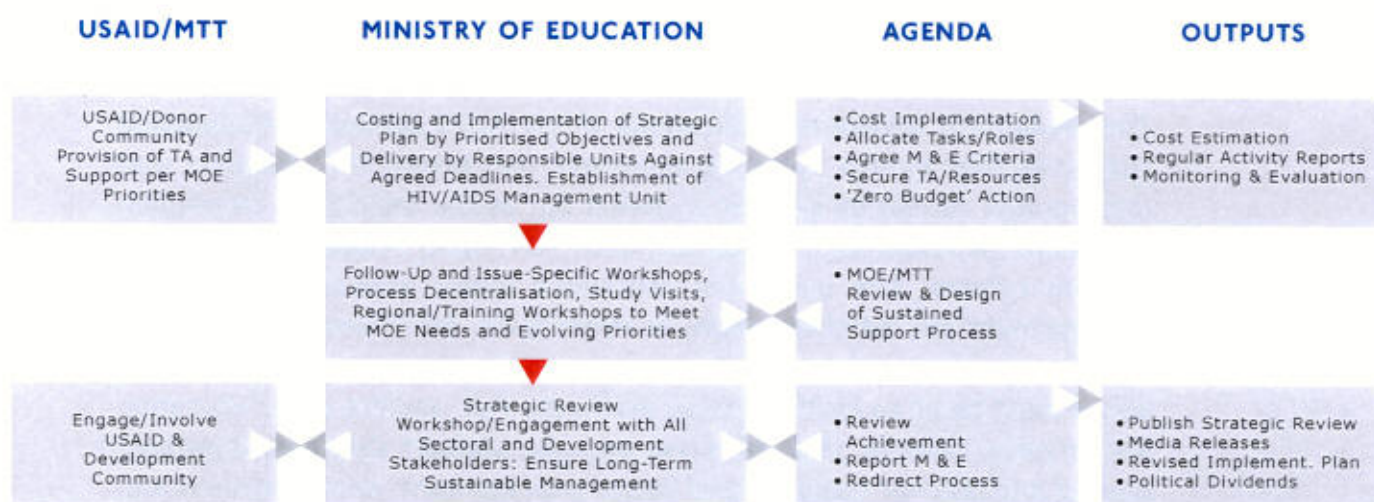 USAID/MTT
MINISTRY OF EDUCATION
AGENDA
OUTPUTS
USAID/Donor
Community
Provision of TA and
Support per MOE
Priorities
Costing and Implementation of Strategic
Plan by Prioritised Objectives and
Delivery by Responsible Units Against
Agreed Deadlines. Establishment of
HIV/AIDS Management Unit
• Cost Implementation
• Allocate Tasks/Roles
• Agree M & E Criteria
• Secure TA/Resources
• 'Zero Budget' Action
• Cost Estimation
• Regular Activity Reports
• Monitoring & Evaluation
Follow-Up and Issue-Specific Workshops,
Process Decentralisation, Study Visits,
Regional/Training Workshops to Meet
MOE Needs and Evolving Priorities
• MOE/MTT
Review & Design
of Sustained
Support Process
Engage/Involve
USAID &
Development
Community
Strategic Review
Workshop/Engagement with All
Sectoral and Development
Stakeholders: Ensure Long-Term
Sustainable Management
• Review
Achievement
• Report M & E
• Redirect Process
• Publish Strategic Review
• Media Releases
• Revised Implement. Plan
• Political Dividends